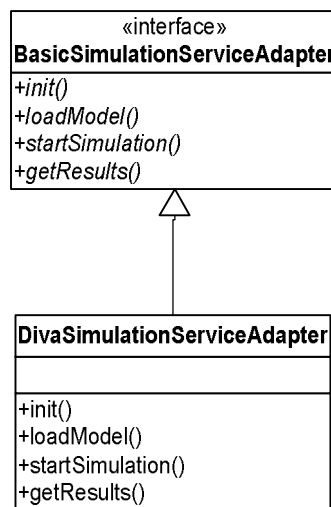 «interface»
BasicSimulationServiceAdapter
+init()
+loadModel()
+startSimulation()
+getResults()
DivaSimulationServiceAdapter
+init()
+loadModel()
+startSimulation()
+getResults()